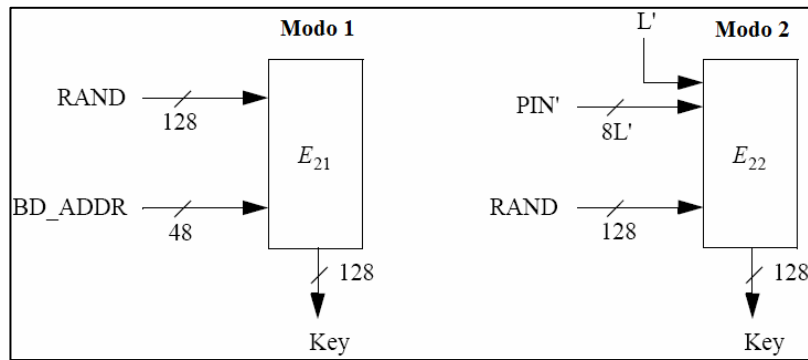 Modo 1
RAND
128
E21
BD_ADDR
48
128
Key
L'
Modo 2
PIN'
8L'
E22
RAND
128
128
Key